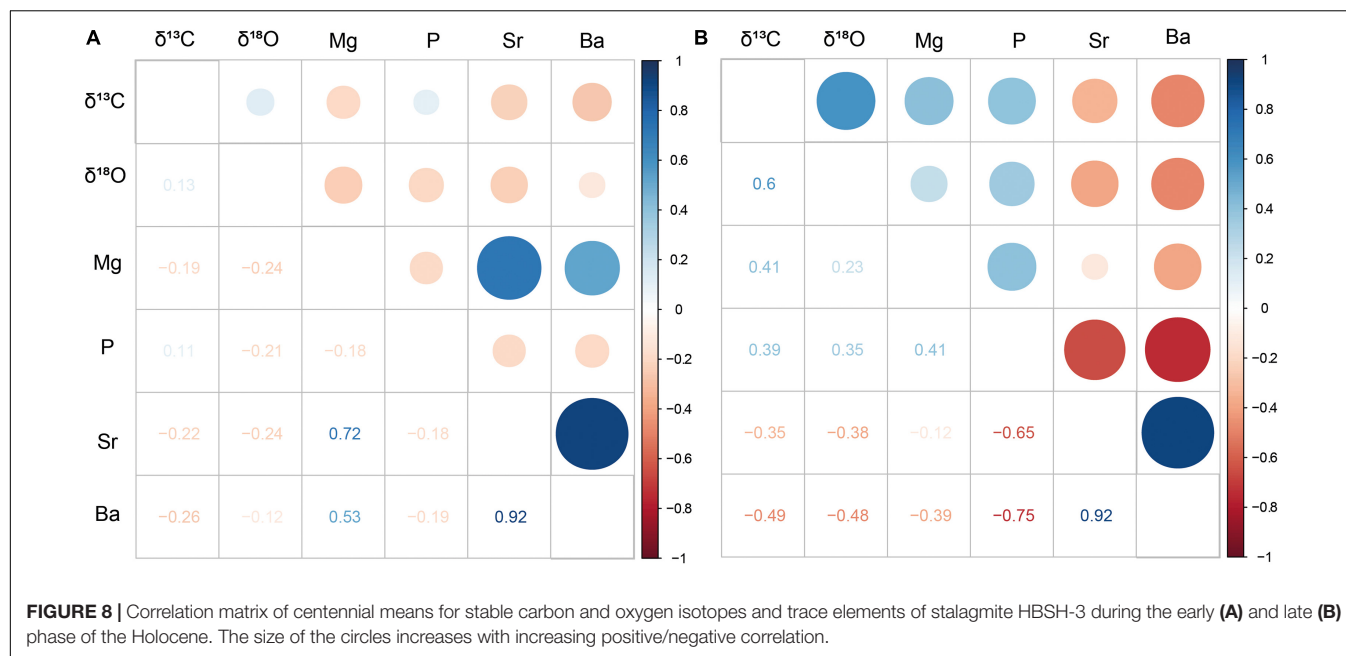 A δ¹³C δ¹⁸O Mg P Sr Ba
B δ¹³C δ¹⁸O Mg P Sr Ba
δ¹³C
δ¹⁸O 0.13
Mg −0.19 −0.24
P 0.11 −0.21 −0.18
Sr −0.22 −0.24 0.72 −0.18
Ba −0.26 −0.12 0.53 −0.19 0.92
1
0.8
0.6
0.4
0.2
0
−0.2
−0.4
−0.6
−0.8
−1
0.6
0.41 0.23
0.39 0.35 0.41
−0.35 −0.38 −0.12 −0.65
−0.49 −0.48 −0.39 −0.75 0.92
1
0.8
0.6
0.4
0.2
0
−0.2
−0.4
−0.6
−0.8
−1
FIGURE 8 | Correlation matrix of centennial means for stable carbon and oxygen isotopes and trace elements of stalagmite HBSH-3 during the early (A) and late (B)
phase of the Holocene. The size of the circles increases with increasing positive/negative correlation.